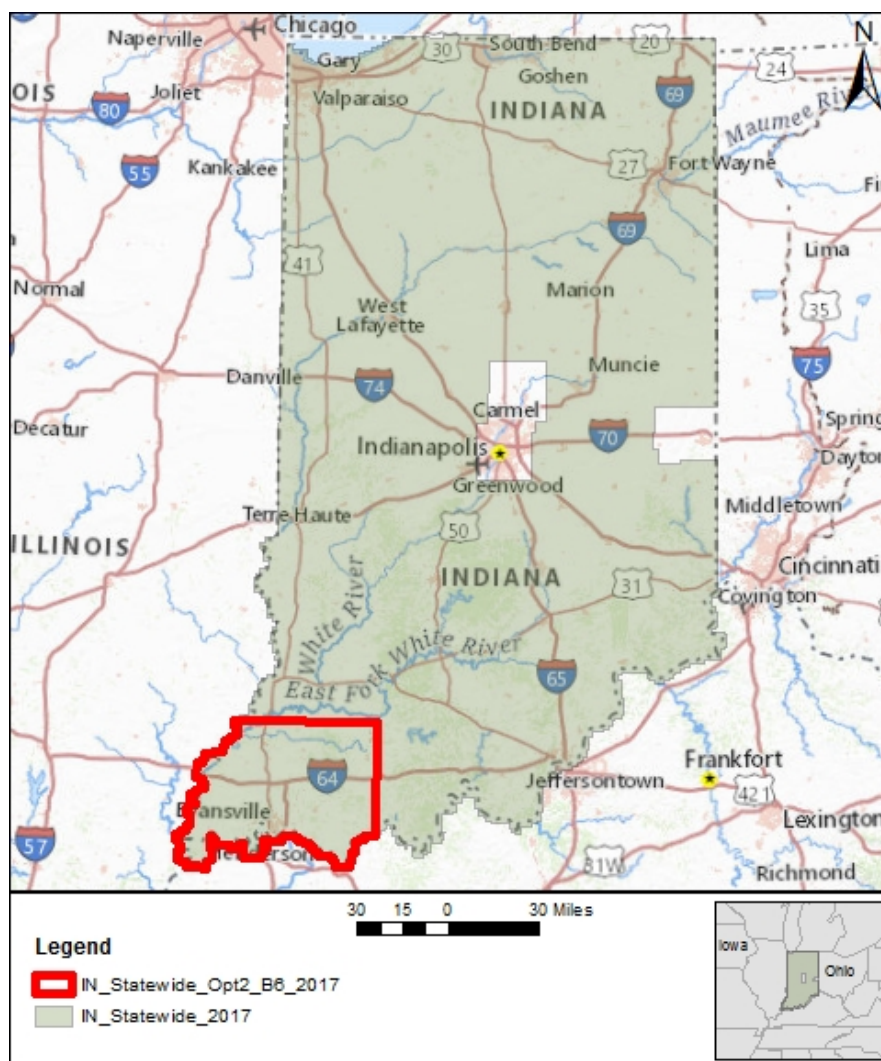 Chicago
Naperville
N
South Bend
30
20
Gary
OIS
Goshen
24
Joliet
Valparaiso
INDIANA
69
80
Maumee River
Kankakee
27
Fort Wayne
55
69
Lima
41
Normal
Marion
35
West
Lafayette
Muncie
75
Danville
74
Carmel
Decatur
70
Spring
Indianapolis
Dayton
Greenwood
Middletown
Terre Haute
50
ILLINOIS
Cincinnati
INDIANA
31
Covington
White River
East Fork White River
65
Frankfort
64
Jeffersontown
421
Evansville
57
Lexington
31W
Richmond
30 15 0 30 Miles
Legend
IN_Statewide_Opt2_B6_2017
IN_Statewide_2017
Iowa
Ohio